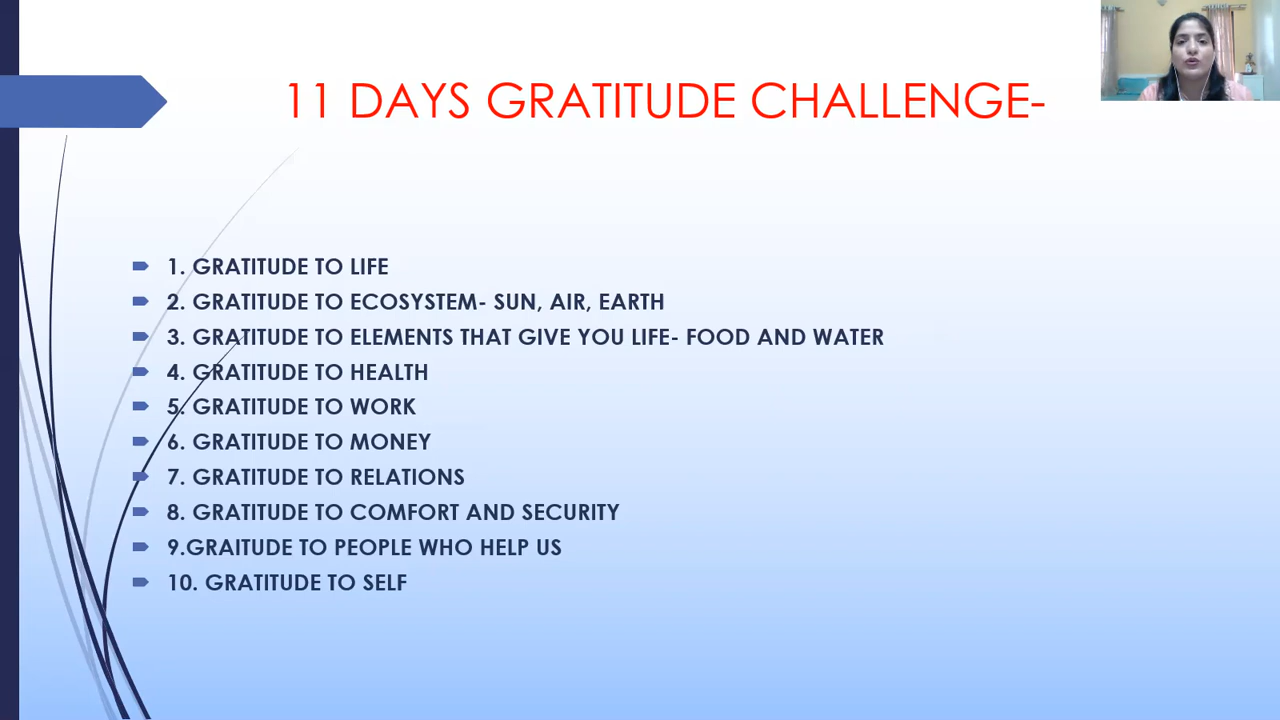 11 DAYS GRATITUDE CHALLENGE-
1. GRATITUDE TO LIFE
2. GRATITUDE TO ECOSYSTEM- SUN, AIR, EARTH
3. GRATITUDE TO ELEMENTS THAT GIVE YOU LIFE- FOOD AND WATER
4. GRATITUDE TO HEALTH
5. GRATITUDE TO WORK
6. GRATITUDE TO MONEY
7. GRATITUDE TO RELATIONS
8. GRATITUDE TO COMFORT AND SECURITY
9.GRAITUDE TO PEOPLE WHO HELP US
10. GRATITUDE TO SELF